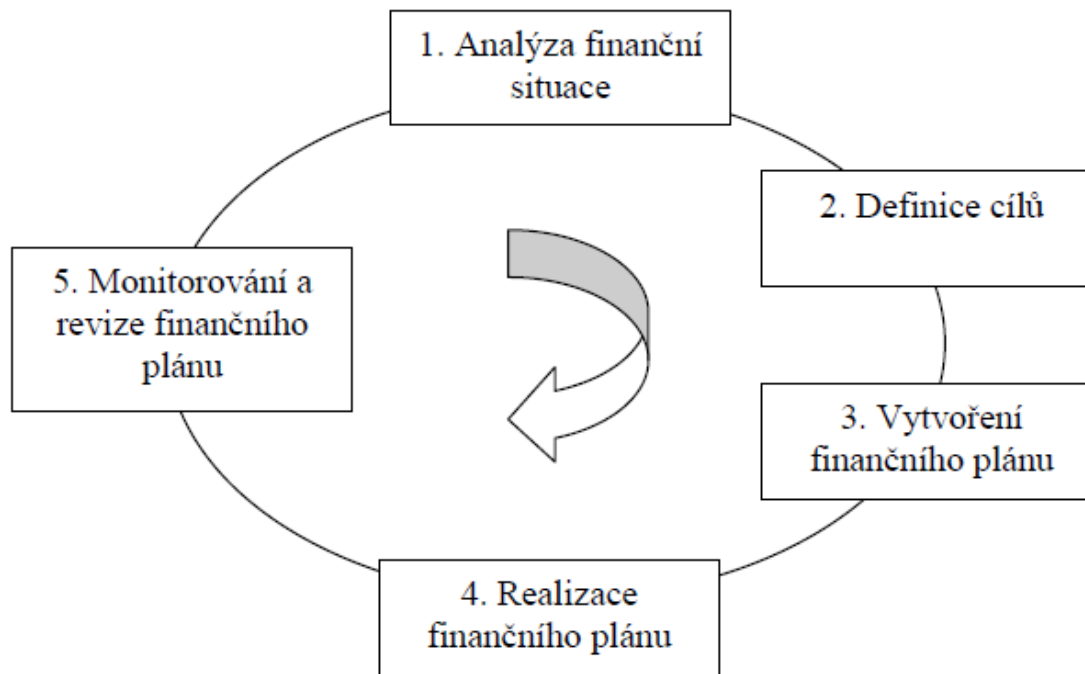 1. Analýza finanční
situace
2. Definice cílů
3. Vytvoření
finančního plánu
4. Realizace
finančního plánu
5. Monitorování a
revize finančního
plánu